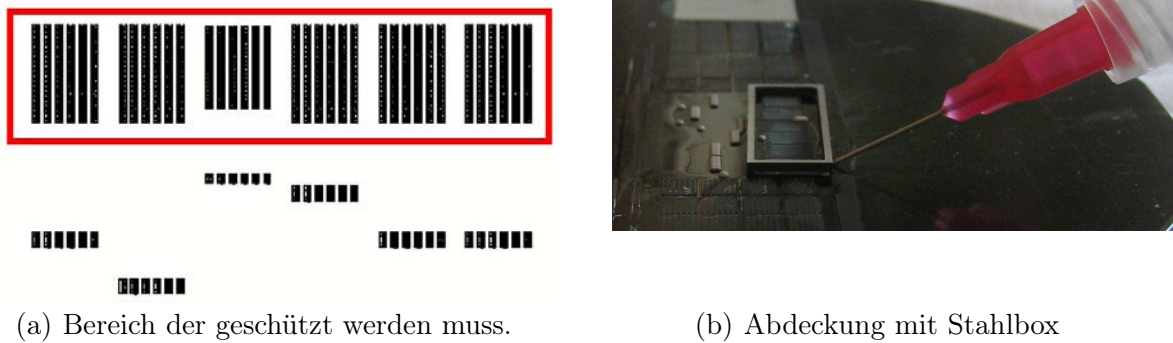 (a) Bereich der geschützt werden muss.
(b) Abdeckung mit Stahlbox